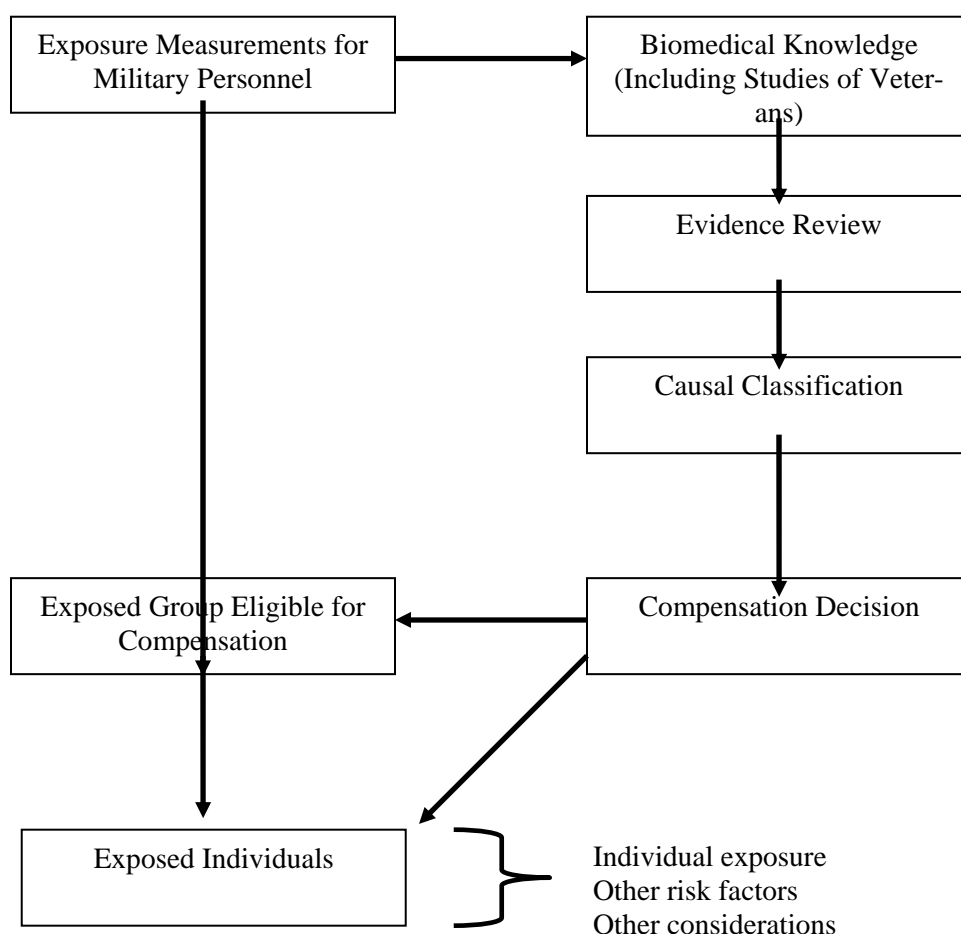 Exposure Measurements for
Military Personnel
Biomedical Knowledge
(Including Studies of Veter-
ans)
Evidence Review
Causal Classification
Exposed Group Eligible for
Compensation
Compensation Decision
Exposed Individuals
Individual exposure
Other risk factors
Other considerations